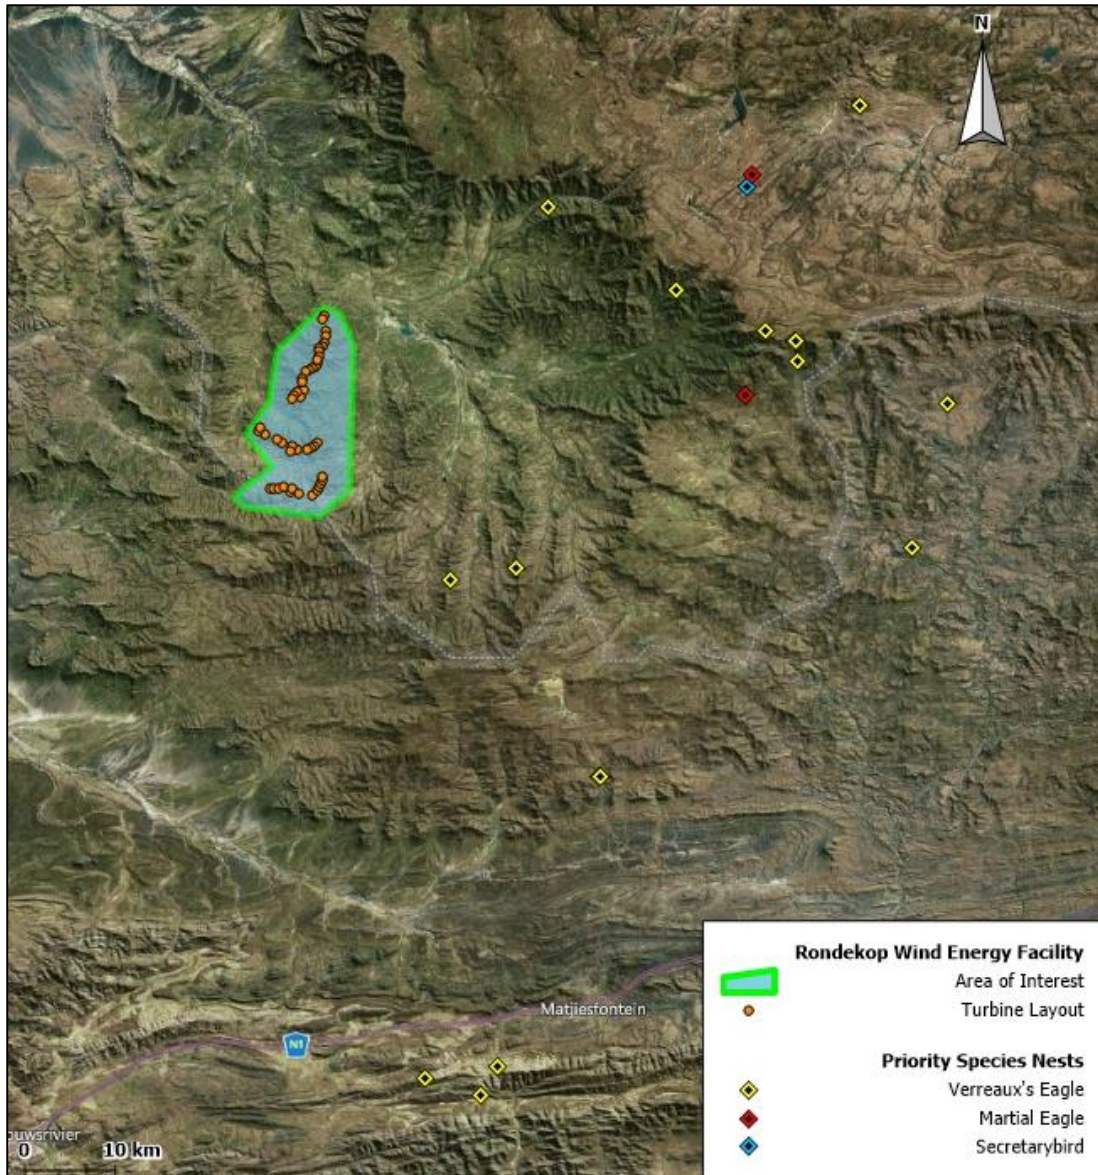 N
Matjiesfontein
N1
ouwsrivier
0 10 km
Rondekop Wind Energy Facility
Area of Interest
Turbine Layout
Priority Species Nests
Verreaux's Eagle
Martial Eagle
Secretarybird